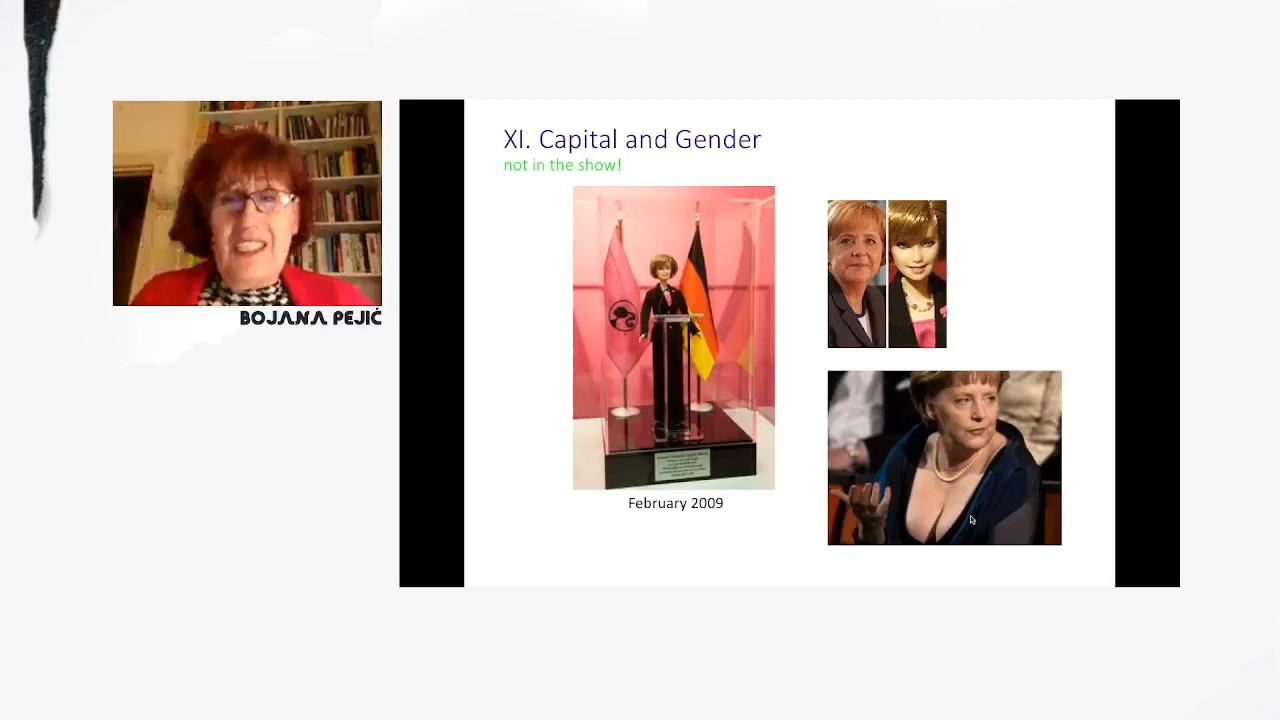 XI. Capital and Gender
not in the show!
BOJANA PEJIĆ
February 2009